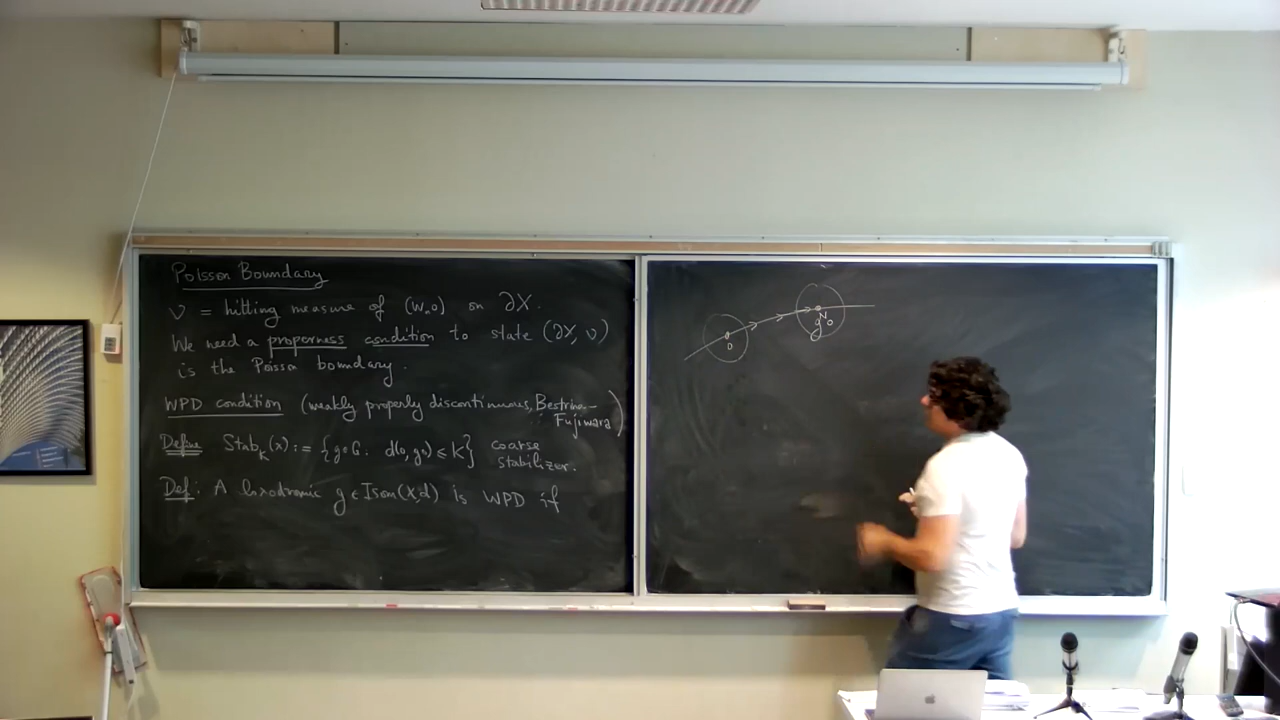 Poisson Boundary
ν = hitting measure of (wₙo) on ∂X.
We need a properness condition to state (∂X, ν)
is the Poisson boundary.
WPD condition (weakly properly discontinuous, Bestvina-
Fujiwara)
Define Stab_K(x) := {g∈G: d(o, go) ≤ K} coarse
stabilizer.
Def: A loxodromic g ∈ Isom(X,d) is WPD if
o
g^N o